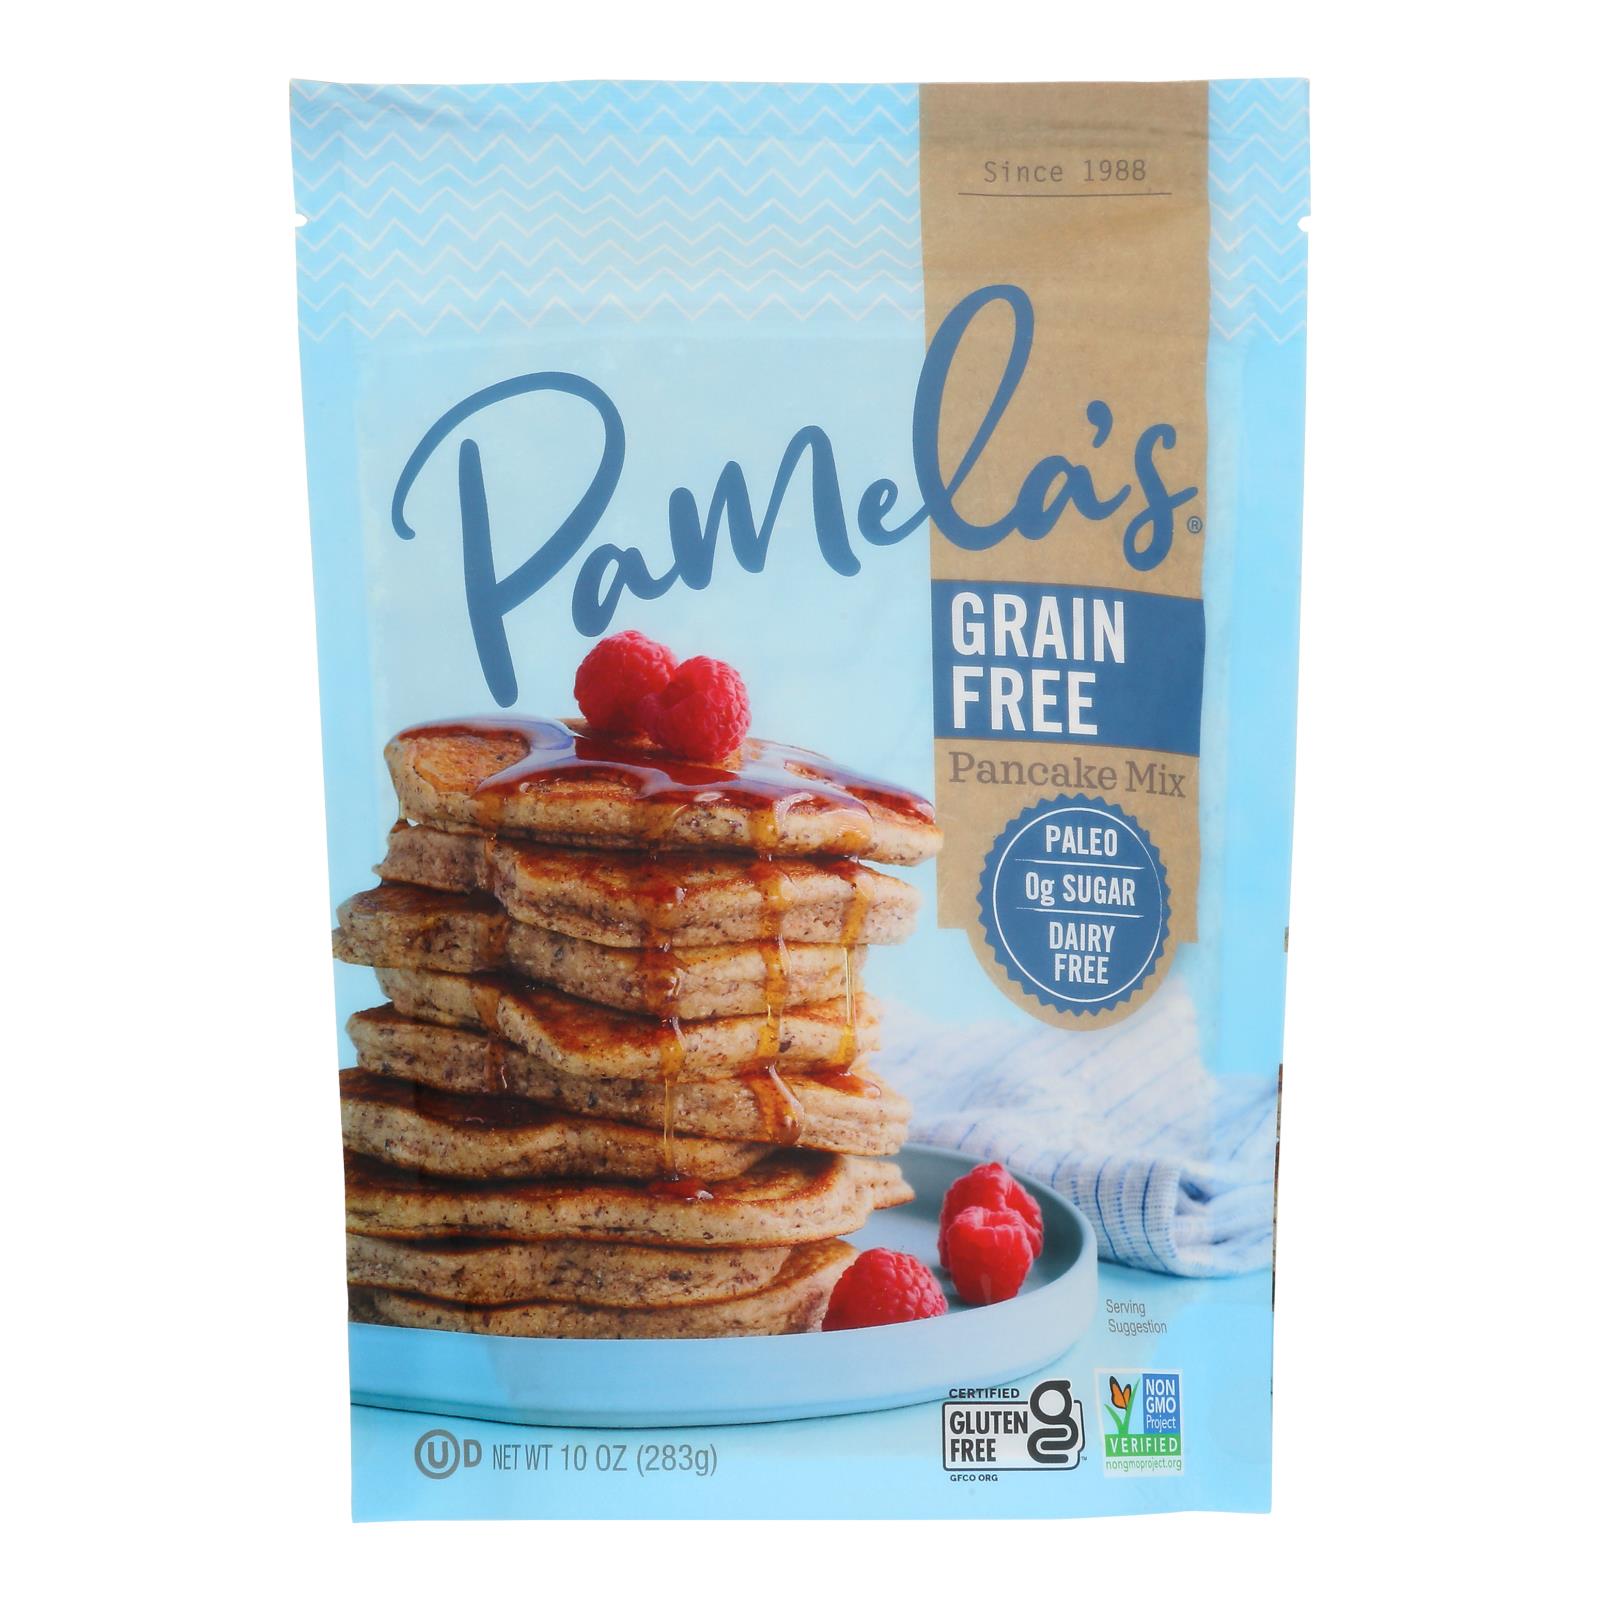 Since 1988
Pamela's®
GRAIN
FREE
Pancake Mix
PALEO
0g SUGAR
DAIRY
FREE
Serving
Suggestion
CERTIFIED
GLUTEN
FREE
GFCO ORG
NON
GMO
Project
VERIFIED
nongmoproject.org
U D NET WT 10 OZ (283g)